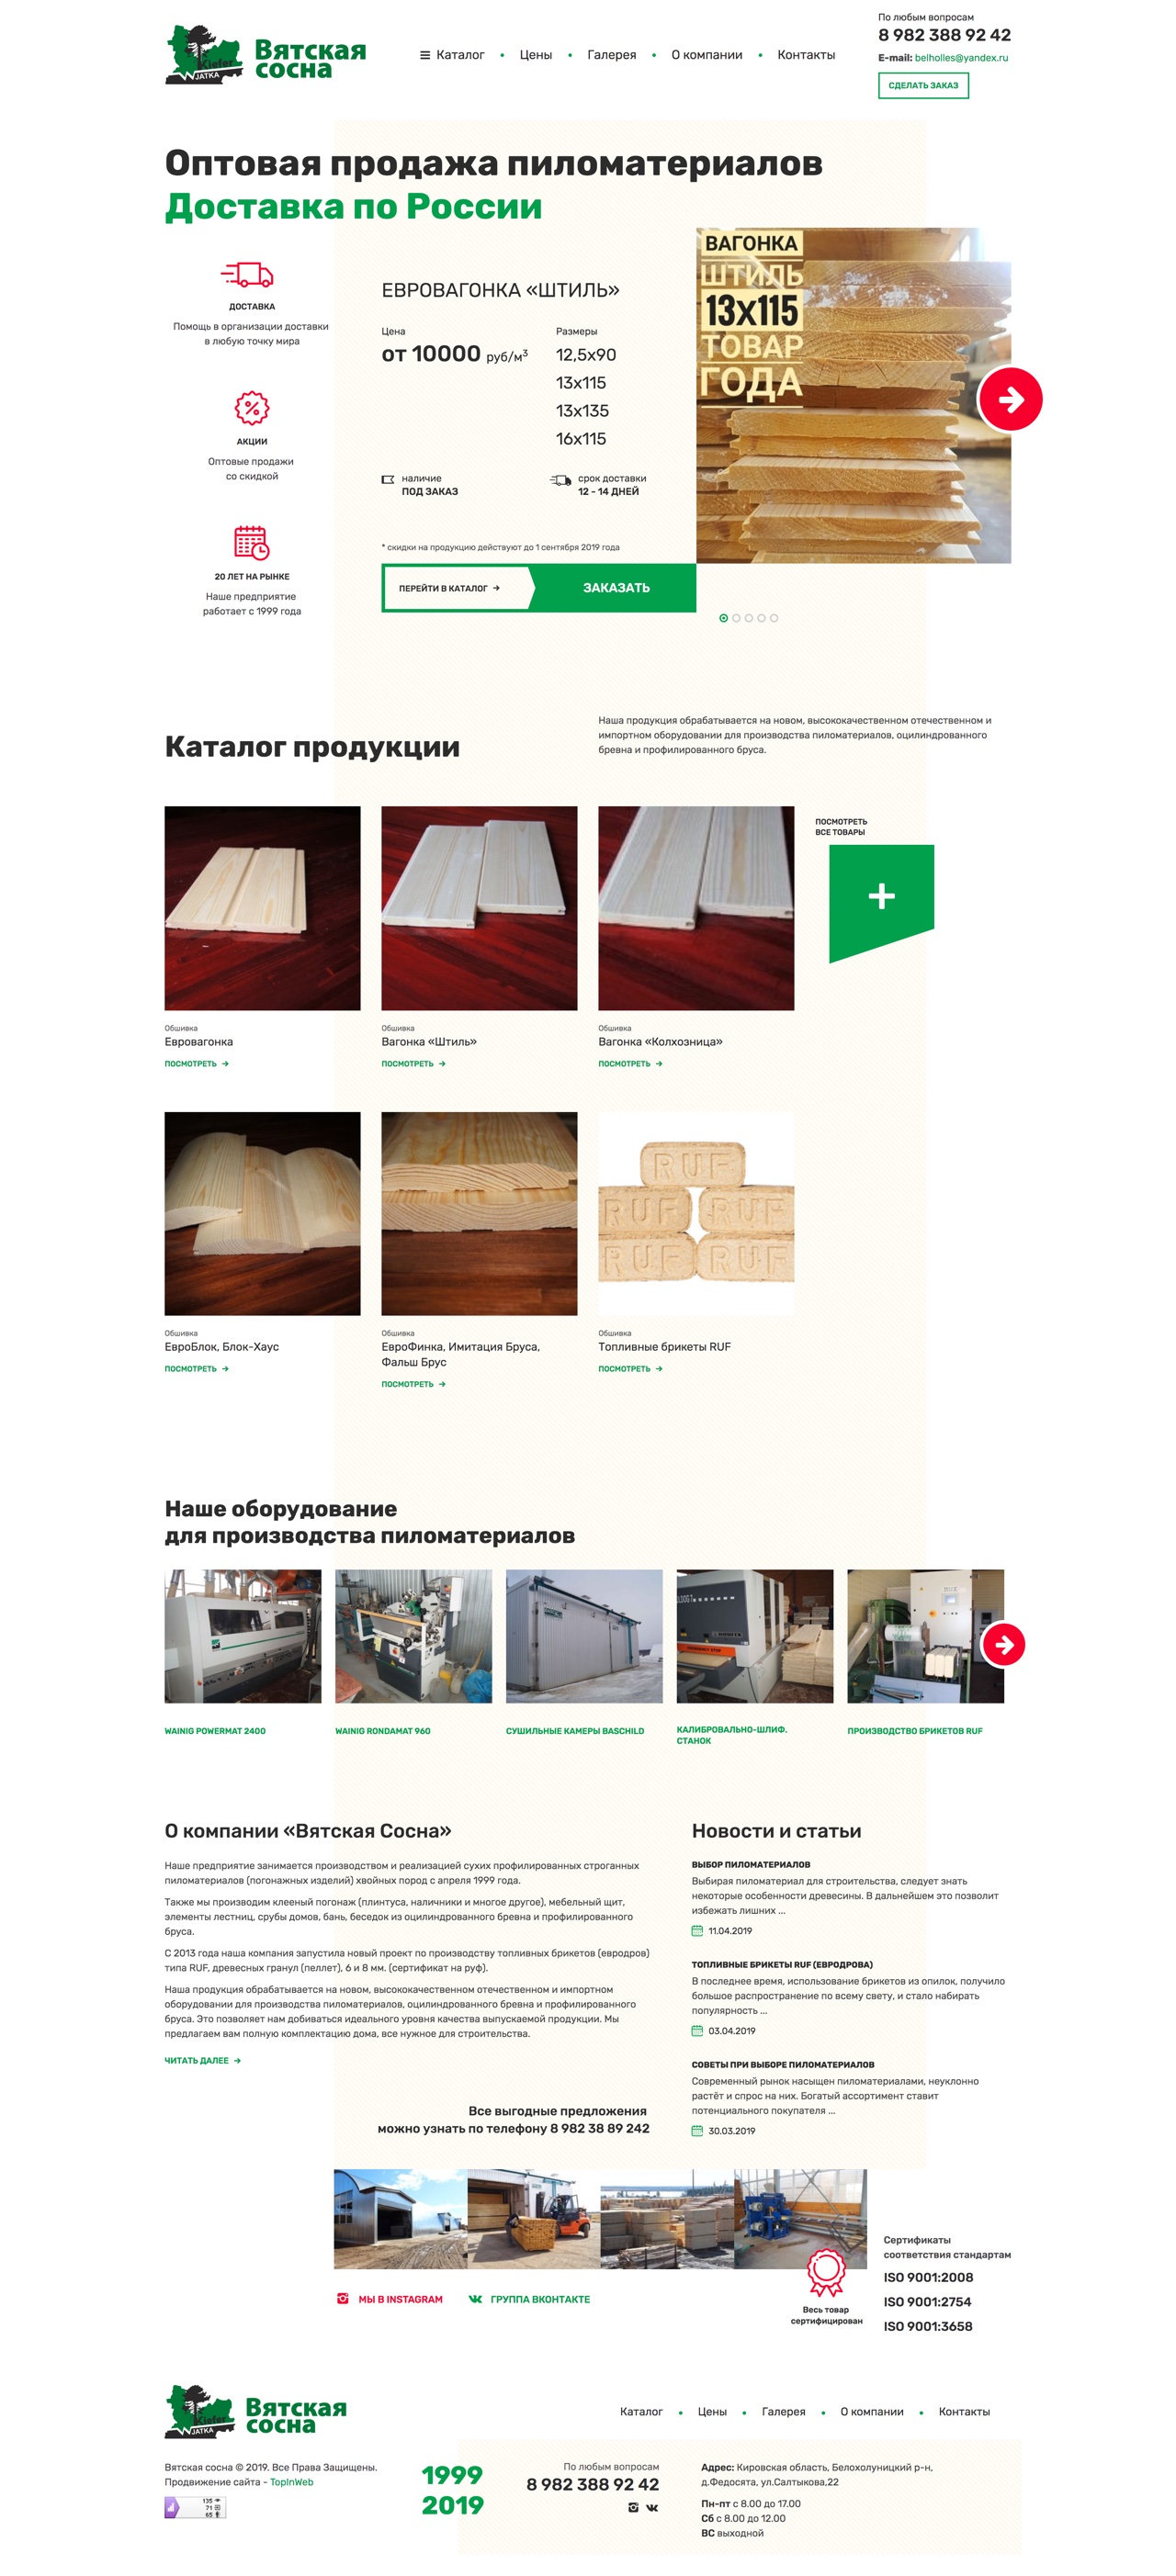 Kiefer
JATKA
Вятская
сосна
Каталог
Цены
Галерея
О компании
Контакты
По любым вопросам
8 982 388 92 42
E-mail: belholles@yandex.ru
СДЕЛАТЬ ЗАКАЗ
Оптовая продажа пиломатериалов
Доставка по России
ДОСТАВКА
Помощь в организации доставки
в любую точку мира
АКЦИИ
Оптовые продажи
со скидкой
20 ЛЕТ НА РЫНКЕ
Наше предприятие
работает с 1999 года
ЕВРОВАГОНКА «ШТИЛЬ»
Цена
от 10000 руб/м³
Размеры
12,5х90
13х115
13х135
16х115
наличие
ПОД ЗАКАЗ
срок доставки
12 - 14 ДНЕЙ
* скидки на продукцию действуют до 1 сентября 2019 года
ПЕРЕЙТИ В КАТАЛОГ
ЗАКАЗАТЬ
ВАГОНКА
ШТИЛЬ
13х115
ТОВАР
ГОДА
Каталог продукции
Наша продукция обрабатывается на новом, высококачественном отечественном и
импортном оборудовании для производства пиломатериалов, оцилиндрованного
бревна и профилированного бруса.
ПОСМОТРЕТЬ
ВСЕ ТОВАРЫ
Обшивка
Евровагонка
ПОСМОТРЕТЬ
Обшивка
Вагонка «Штиль»
ПОСМОТРЕТЬ
Обшивка
Вагонка «Колхозница»
ПОСМОТРЕТЬ
RUF
RUF RUF
RUF RUF
Обшивка
ЕвроБлок, Блок-Хаус
ПОСМОТРЕТЬ
Обшивка
ЕвроФинка, Имитация Бруса,
Фальш Брус
ПОСМОТРЕТЬ
Обшивка
Топливные брикеты RUF
ПОСМОТРЕТЬ
Наше оборудование
для производства пиломатериалов
WAINIG POWERMAT 2400
WAINIG RONDAMAT 960
СУШИЛЬНЫЕ КАМЕРЫ BASCHILD
КАЛИБРОВАЛЬНО-ШЛИФ.
СТАНОК
ПРОИЗВОДСТВО БРИКЕТОВ RUF
О компании «Вятская Сосна»
Наше предприятие занимается производством и реализацией сухих профилированных строганных
пиломатериалов (погонажных изделий) хвойных пород с апреля 1999 года.
Также мы производим клееный погонаж (плинтуса, наличники и многое другое), мебельный щит,
элементы лестниц, срубы домов, бань, беседок из оцилиндрованного бревна и профилированного
бруса.
С 2013 года наша компания запустила новый проект по производству топливных брикетов (евродров)
типа RUF, древесных гранул (пеллет), 6 и 8 мм. (сертификат на руф).
Наша продукция обрабатывается на новом, высококачественном отечественном и импортном
оборудовании для производства пиломатериалов, оцилиндрованного бревна и профилированного
бруса. Это позволяет нам добиваться идеального уровня качества выпускаемой продукции. Мы
предлагаем вам полную комплектацию дома, все нужное для строительства.
ЧИТАТЬ ДАЛЕЕ
Все выгодные предложения
можно узнать по телефону 8 982 38 89 242
Новости и статьи
ВЫБОР ПИЛОМАТЕРИАЛОВ
Выбирая пиломатериал для строительства, следует знать
некоторые особенности древесины. В дальнейшем это позволит
избежать лишних ...
11.04.2019
ТОПЛИВНЫЕ БРИКЕТЫ RUF (ЕВРОДРОВА)
В последнее время, использование брикетов из опилок, получило
большое распространение по всему свету, и стало набирать
популярность ...
03.04.2019
СОВЕТЫ ПРИ ВЫБОРЕ ПИЛОМАТЕРИАЛОВ
Современный рынок насыщен пиломатериалами, неуклонно
растёт и спрос на них. Богатый ассортимент ставит
потенциального покупателя ...
30.03.2019
МЫ В INSTAGRAM
ГРУППА ВКОНТАКТЕ
Весь товар
сертифицирован
Сертификаты
соответствия стандартам
ISO 9001:2008
ISO 9001:2754
ISO 9001:3658
Kiefer
JATKA
Вятская
сосна
Каталог
Цены
Галерея
О компании
Контакты
Вятская сосна © 2019. Все Права Защищены.
Продвижение сайта - TopInWeb
135
71
65
1999
2019
По любым вопросам
8 982 388 92 42
Адрес: Кировская область, Белохолуницкий р-н,
д.Федосята, ул.Салтыкова,22
Пн-пт с 8.00 до 17.00
Сб с 8.00 до 12.00
ВС выходной